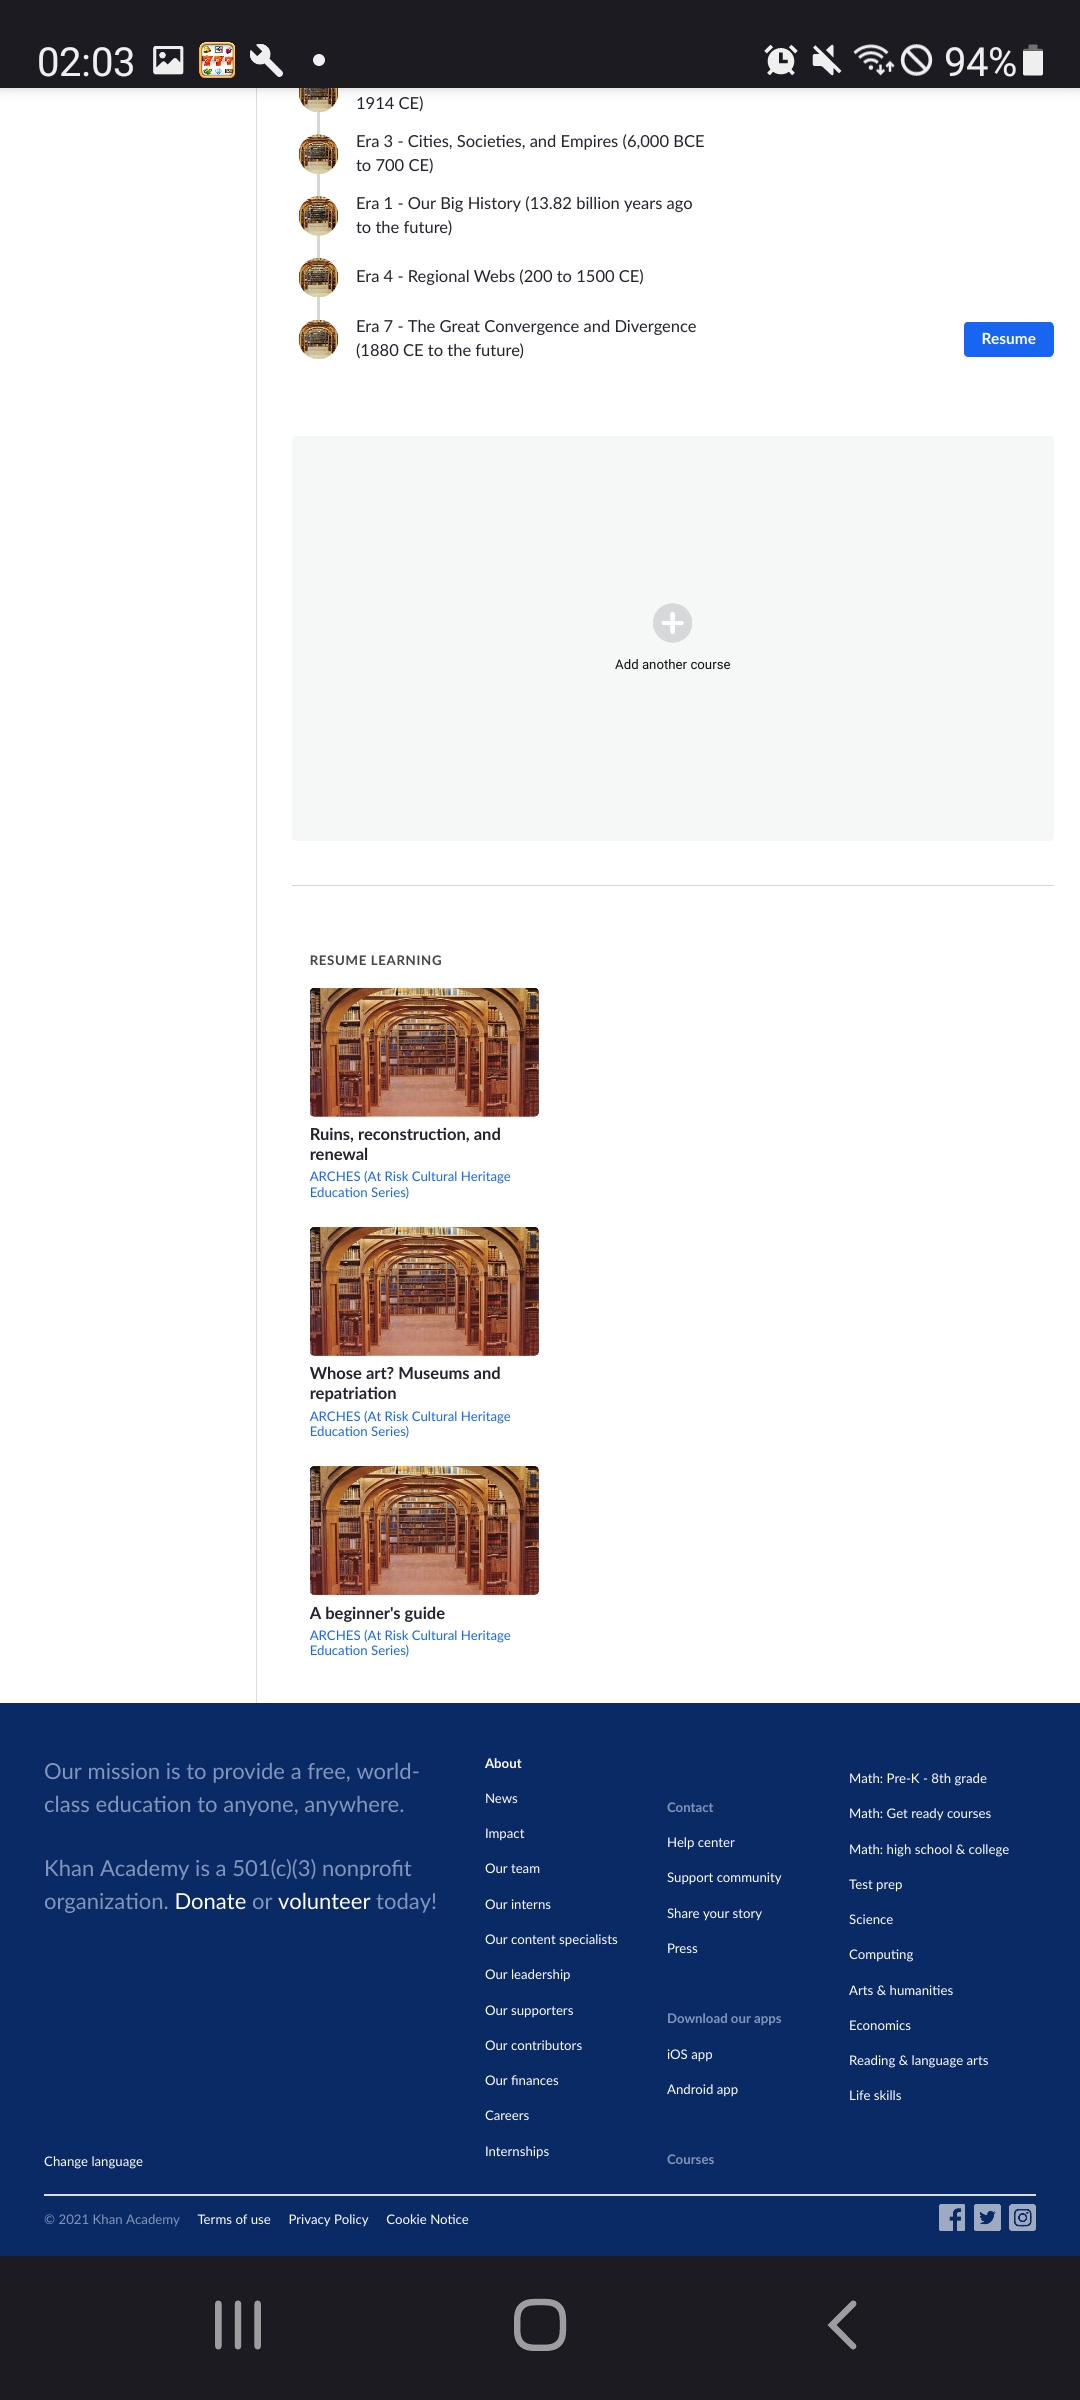 02:03
94%
1914 CE)
Era 3 - Cities, Societies, and Empires (6,000 BCE
to 700 CE)
Era 1 - Our Big History (13.82 billion years ago
to the future)
Era 4 - Regional Webs (200 to 1500 CE)
Era 7 - The Great Convergence and Divergence
(1880 CE to the future)
Resume
Add another course
RESUME LEARNING
Ruins, reconstruction, and
renewal
ARCHES (At Risk Cultural Heritage
Education Series)
Whose art? Museums and
repatriation
ARCHES (At Risk Cultural Heritage
Education Series)
A beginner's guide
ARCHES (At Risk Cultural Heritage
Education Series)
Our mission is to provide a free, world-
class education to anyone, anywhere.
Khan Academy is a 501(c)(3) nonprofit
organization. Donate or volunteer today!
Change language
About
News
Impact
Our team
Our interns
Our content specialists
Our leadership
Our supporters
Our contributors
Our finances
Careers
Internships
Contact
Help center
Support community
Share your story
Press
Download our apps
iOS app
Android app
Courses
Math: Pre-K - 8th grade
Math: Get ready courses
Math: high school & college
Test prep
Science
Computing
Arts & humanities
Economics
Reading & language arts
Life skills
© 2021 Khan Academy Terms of use Privacy Policy Cookie Notice